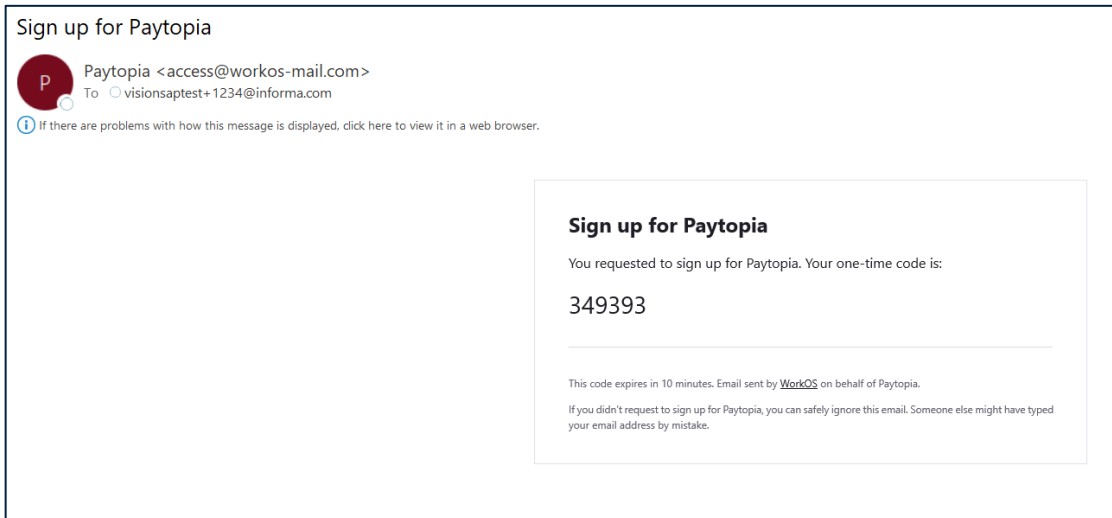 Sign up for Paytopia
P
Paytopia <access@workos-mail.com>
To visionsaptest+1234@informa.com
If there are problems with how this message is displayed, click here to view it in a web browser.
Sign up for Paytopia
You requested to sign up for Paytopia. Your one-time code is:
349393
This code expires in 10 minutes. Email sent by WorkOS on behalf of Paytopia.
If you didn't request to sign up for Paytopia, you can safely ignore this email. Someone else might have typed
your email address by mistake.